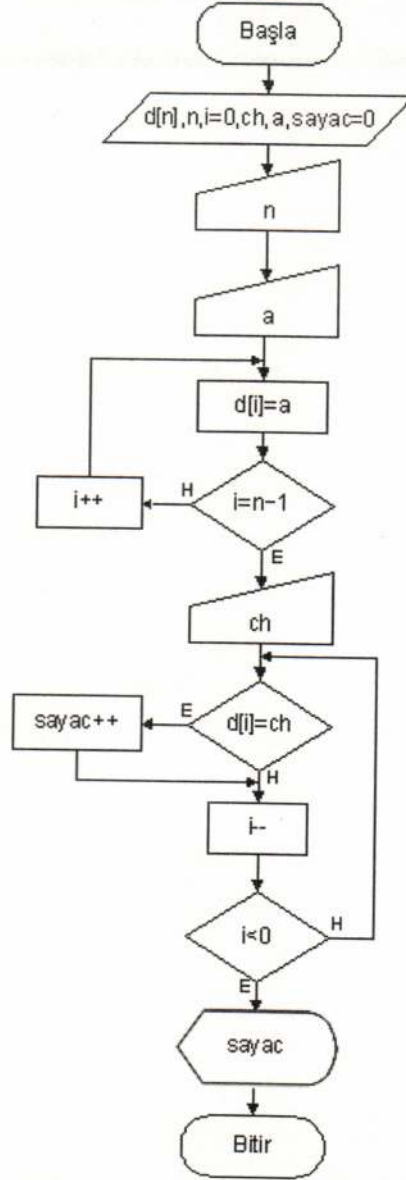 Başla
d[n],n,i=0,ch,a,sayac=0
n
a
d[i]=a
i++
H
i=n-1
E
ch
sayac++
E
d[i]=ch
H
i--
i<0
H
E
sayac
Bitir